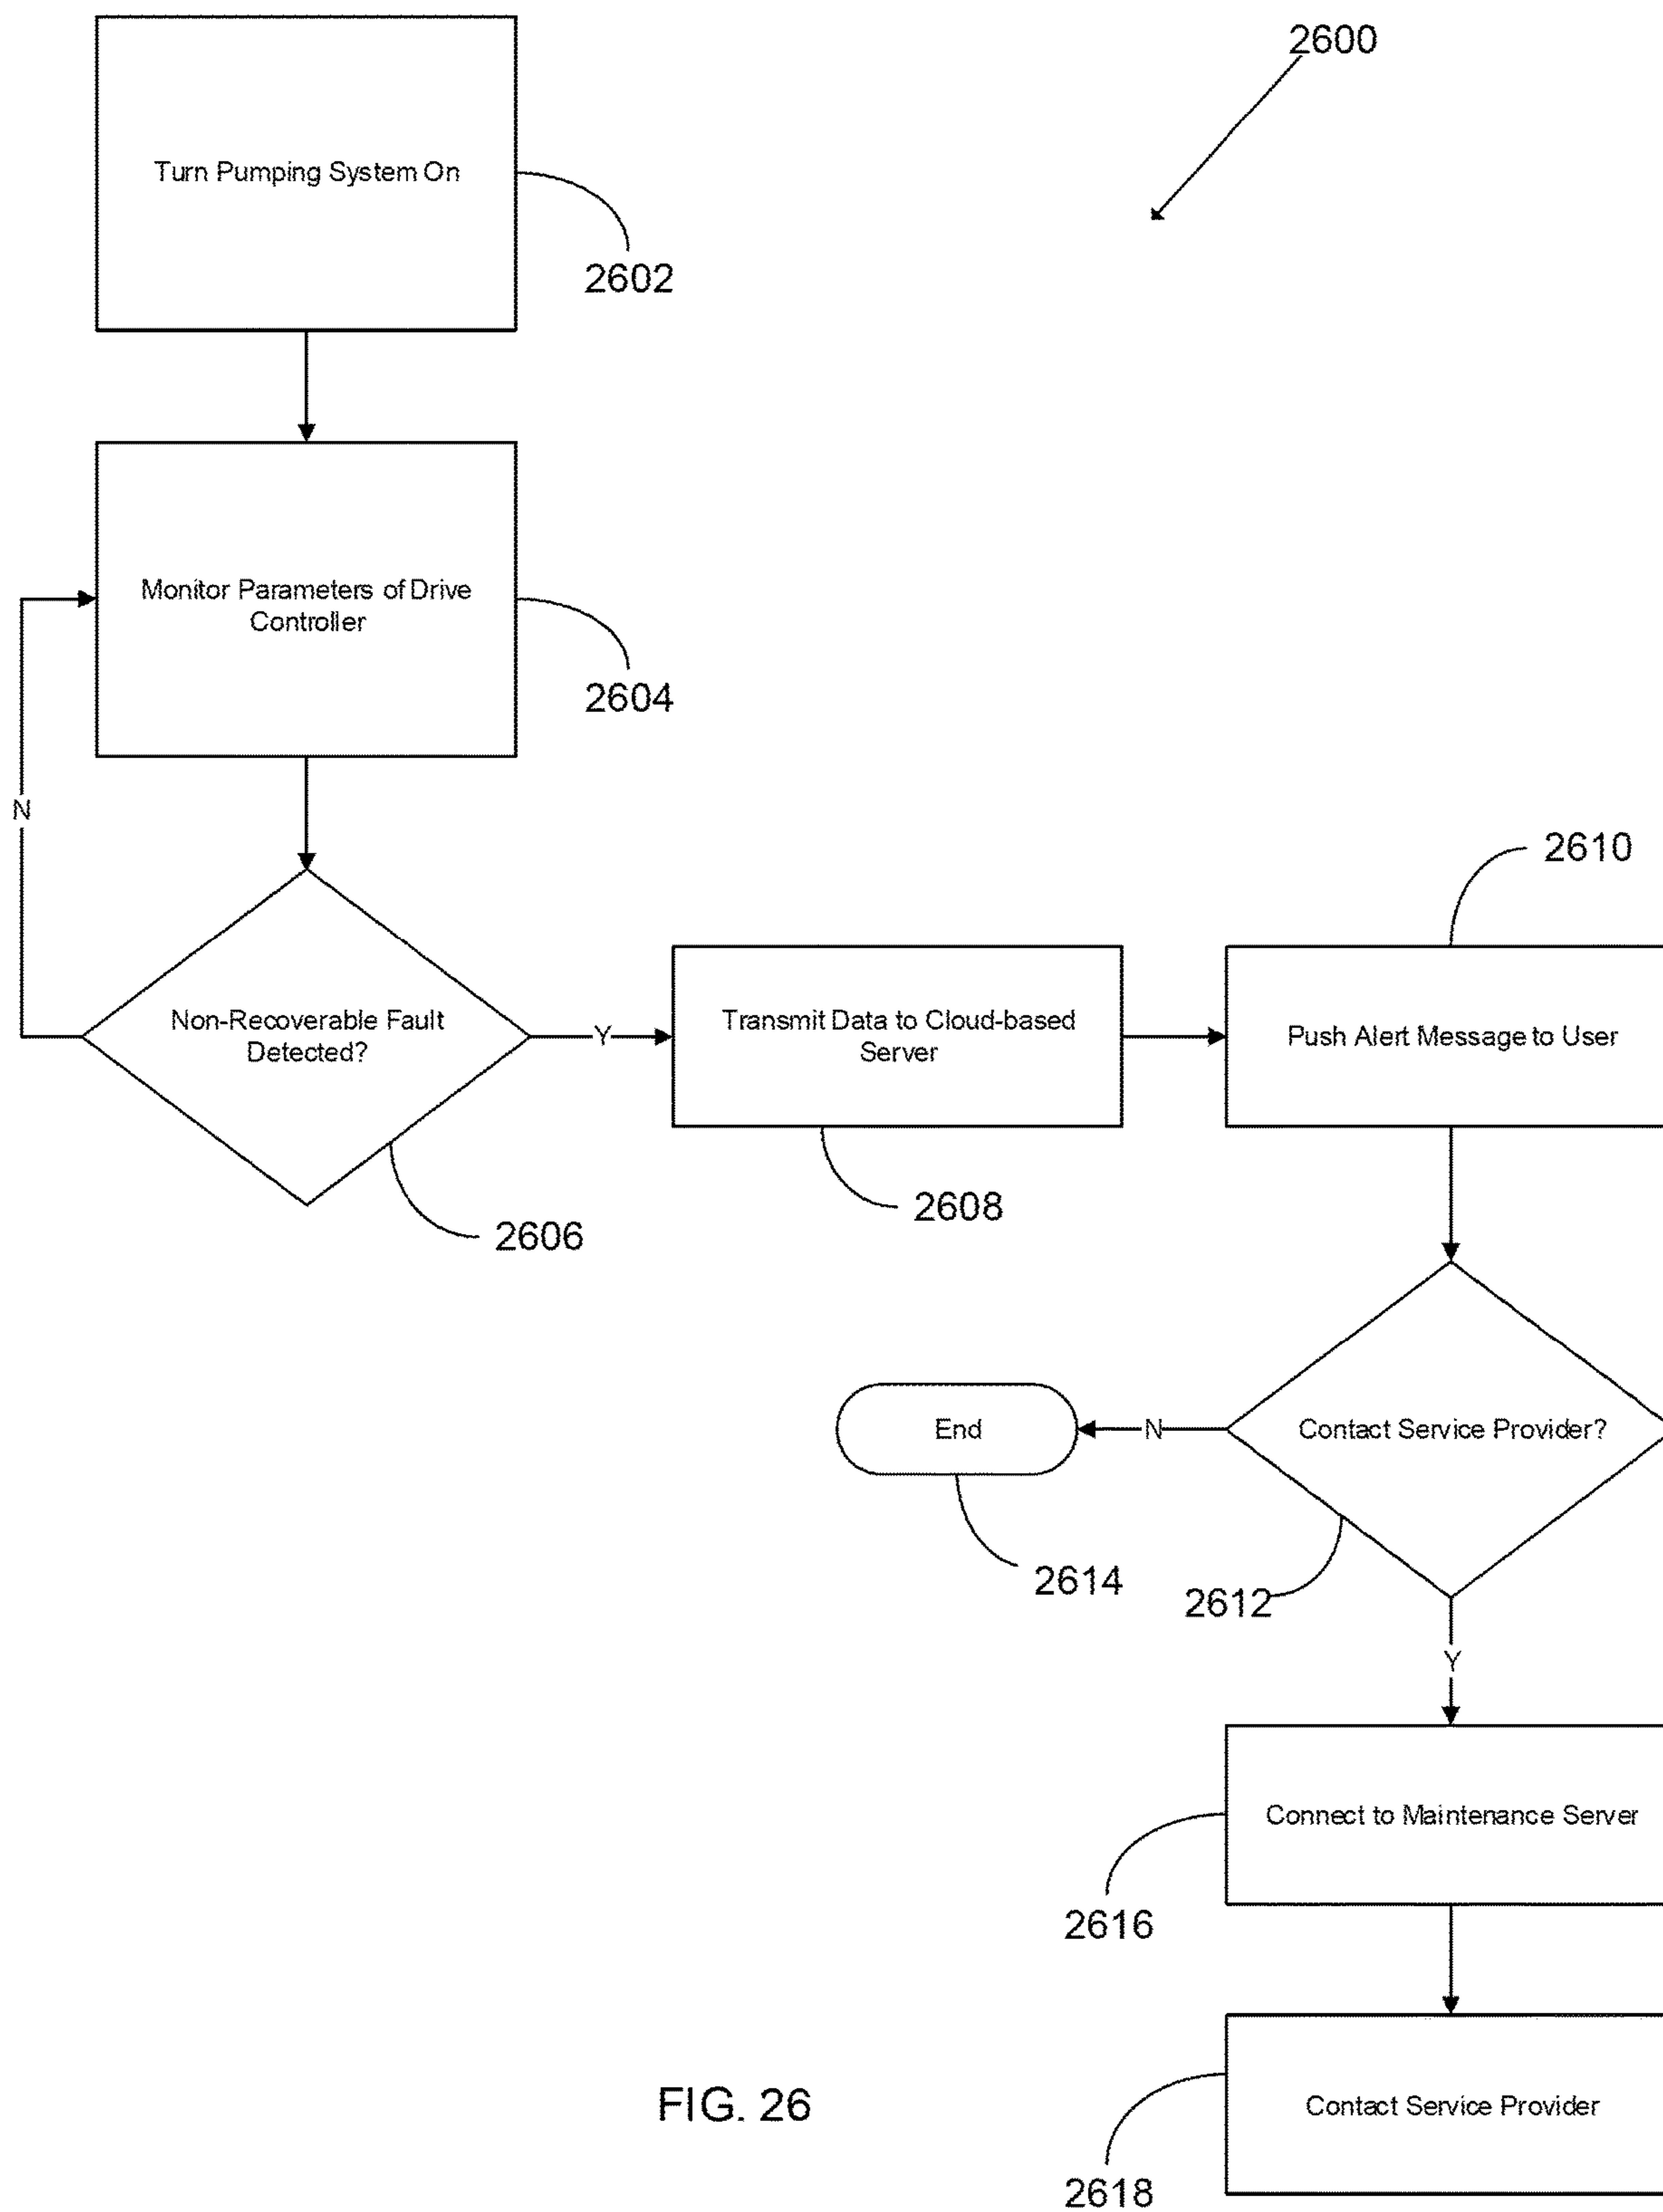 2600
Turn Pumping System On
2602
Monitor Parameters of Drive
Controller
2604
N
2610
Non-Recoverable Fault
Detected?
Y
Transmit Data to Cloud-based
Server
Push Alert Message to User
2608
2606
End
N
Contact Service Provider?
2614
2612
Y
Connect to Maintenance Server
2616
FIG. 26
Contact Service Provider
2618